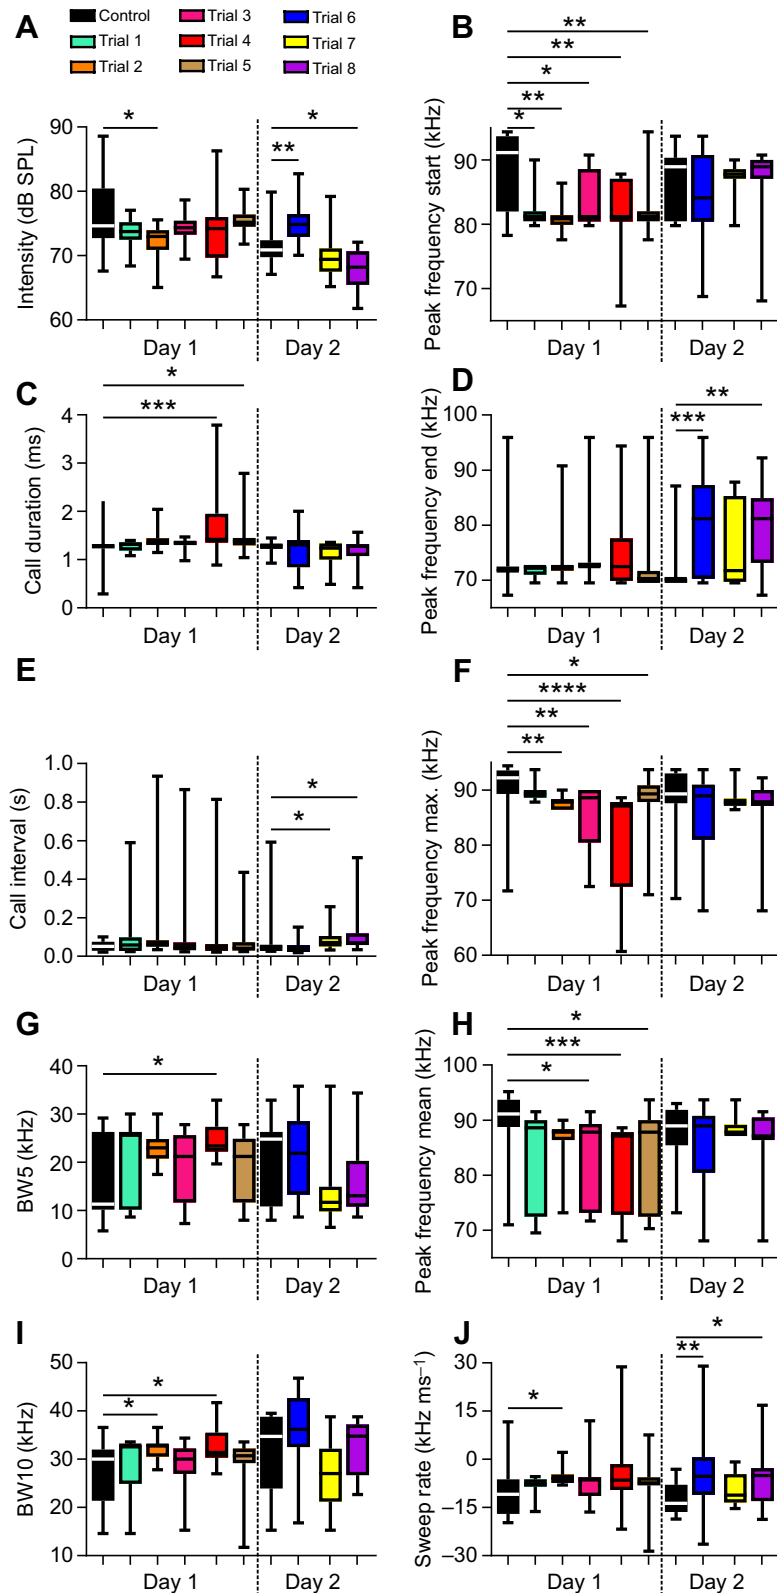 A
Control
Trial 1
Trial 2
Trial 3
Trial 4
Trial 5
Trial 6
Trial 7
Trial 8
Intensity (dB SPL)
90
80
70
60
*
*
**
Day 1
Day 2
B
Peak frequency start (kHz)
90
80
70
**
**
*
**
*
Day 1
Day 2
C
Call duration (ms)
4
3
2
1
0
*
***
Day 1
Day 2
D
Peak frequency end (kHz)
100
90
80
70
**
***
Day 1
Day 2
E
Call interval (s)
1.0
0.8
0.6
0.4
0.2
0.0
*
*
Day 1
Day 2
F
Peak frequency max. (kHz)
90
80
70
60
*
****
**
**
Day 1
Day 2
G
BW5 (kHz)
40
30
20
10
0
*
Day 1
Day 2
H
Peak frequency mean (kHz)
100
90
80
70
*
***
*
Day 1
Day 2
I
BW10 (kHz)
50
40
30
20
10
*
*
Day 1
Day 2
J
Sweep rate (kHz ms⁻¹)
30
15
0
–15
–30
*
*
**
Day 1
Day 2